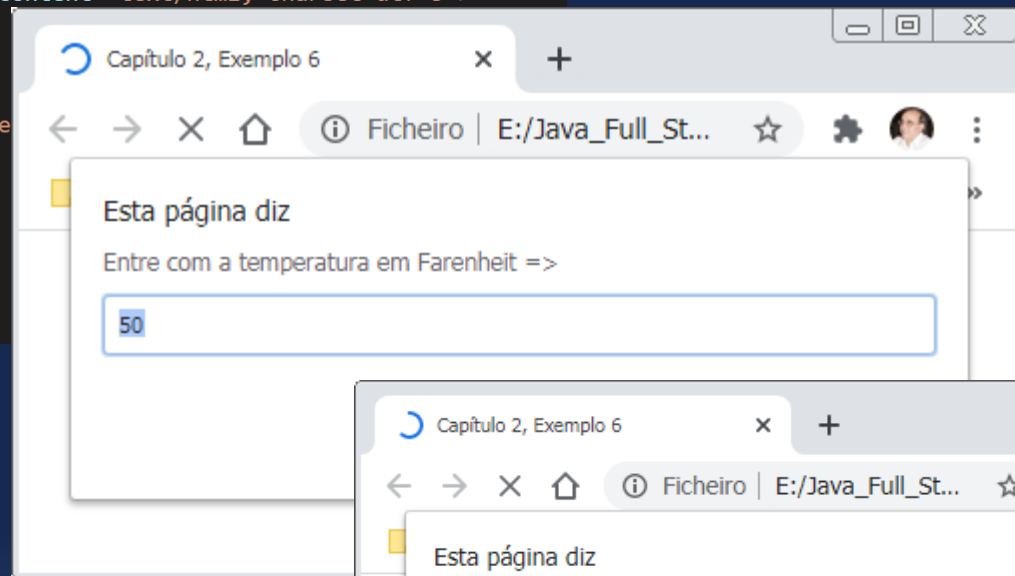 Capítulo 2, Exemplo 6
Ficheiro E:/Java_Full_St...
Esta página diz
Entre com a temperatura em Farenheit =>
50
Capítulo 2, Exemplo 6
Ficheiro E:/Java_Full_St...
Esta página diz